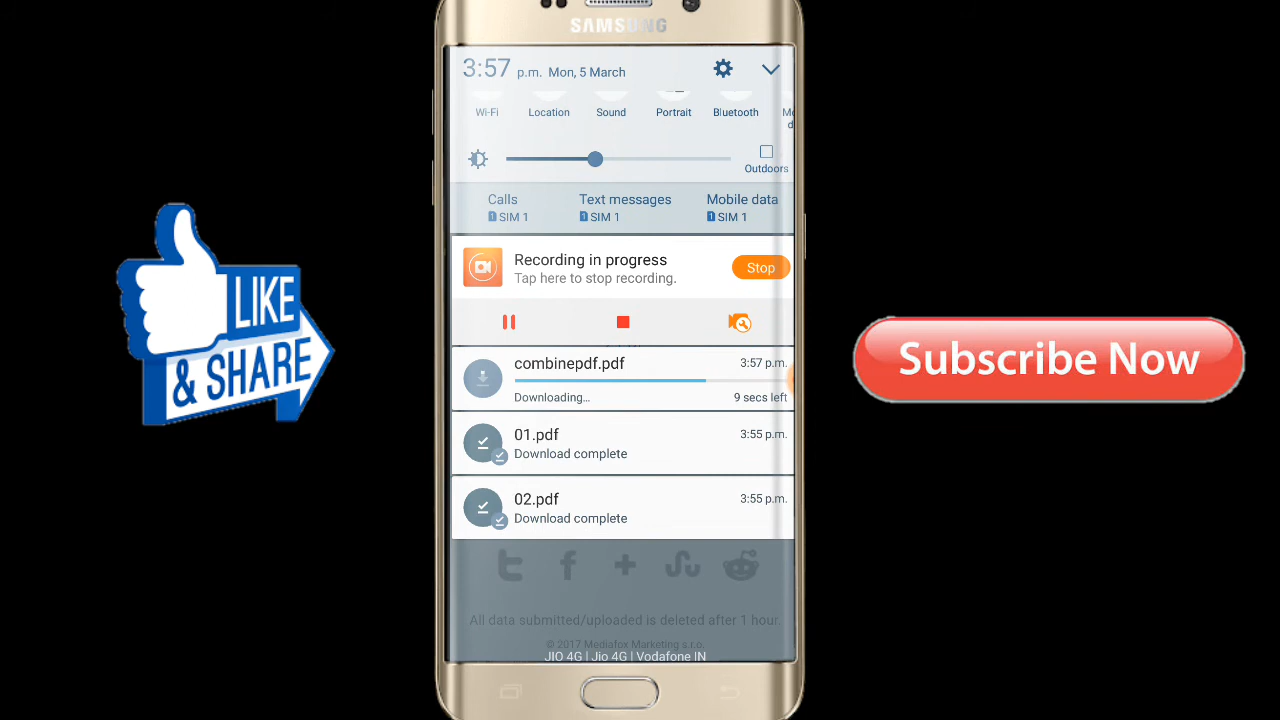 SAMSUNG
3:57 p.m. Mon, 5 March
Wi-Fi Location Sound Portrait Bluetooth
Outdoors
Calls Text messages Mobile data
1 SIM 1 1 SIM 1 1 SIM 1
Recording in progress
Tap here to stop recording.
Stop
combinepdf.pdf 3:57 p.m.
Downloading... 9 secs left
01.pdf 3:55 p.m.
Download complete
02.pdf 3:55 p.m.
Download complete
All data submitted/uploaded is deleted after 1 hour
© 2017 Mediafox Marketing s.r.o.
JIO 4G | Jio 4G | Vodafone IN
LIKE
& SHARE
Subscribe Now